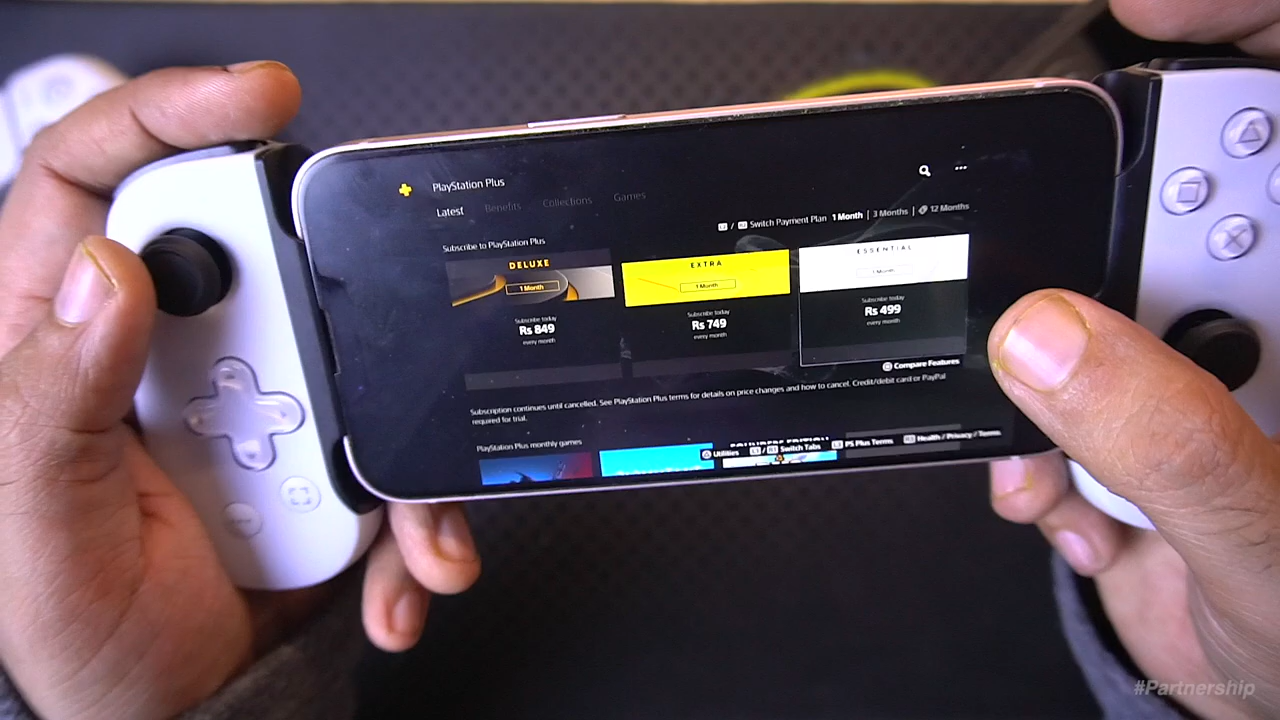 PlayStation Plus
Latest Benefits Collections Games
Switch Payment Plan 1 Month | 3 Months | 12 Months
Subscribe to PlayStation Plus
DELUXE
1 Month
Subscribe today
Rs 849
every month
EXTRA
1 Month
Subscribe today
Rs 749
every month
ESSENTIAL
1 Month
Subscribe today
Rs 499
every month
Compare Features
Subscription continues until cancelled. See PlayStation Plus terms for details on price changes and how to cancel. Credit/debit card or PayPal
required for trial.
PlayStation Plus monthly games
FOUNDERS EDITION
Utilities Switch Tabs PS Plus Terms Health / Privacy / Terms
#Partnership